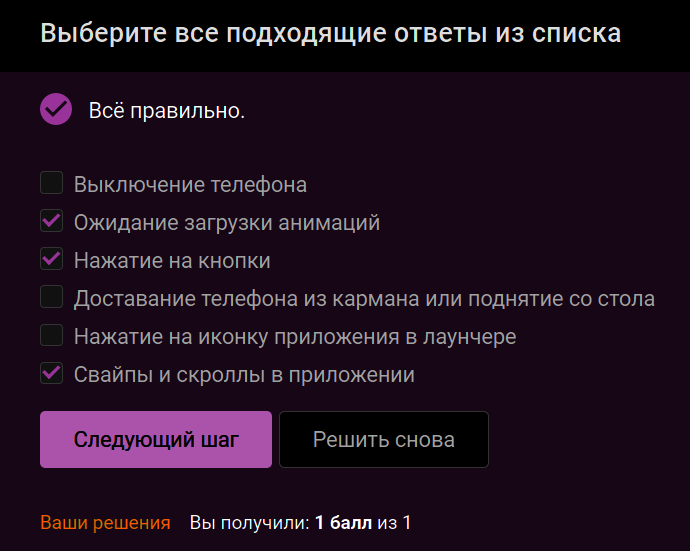 Выберите все подходящие ответы из списка
Всё правильно.
Выключение телефона
Ожидание загрузки анимаций
Нажатие на кнопки
Доставание телефона из кармана или поднятие со стола
Нажатие на иконку приложения в лаунчере
Свайпы и скроллы в приложении
Следующий шаг Решить снова
Ваши решения Вы получили: 1 балл из 1